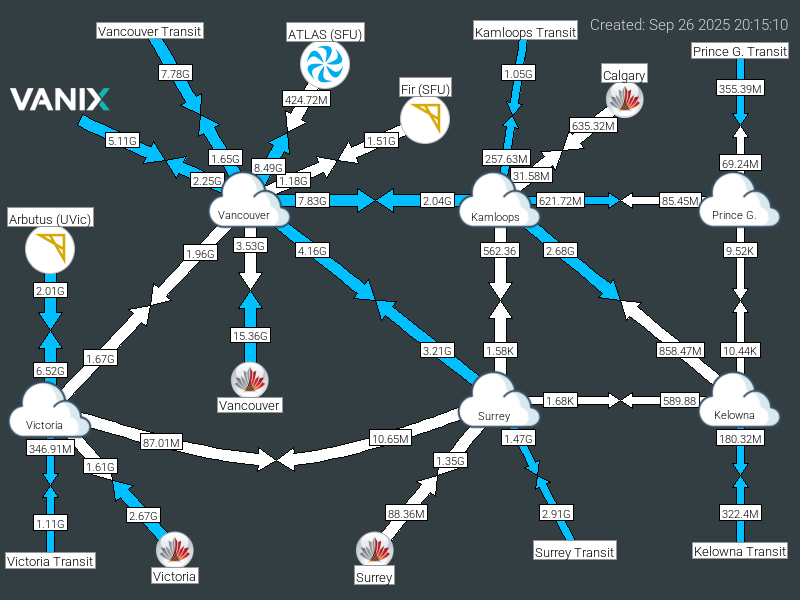 Created: Sep 26 2025 20:15:10
Vancouver Transit
ATLAS (SFU)
Kamloops Transit
Prince G. Transit
7.78G
1.05G
Calgary
355.39M
VANIX
424.72M
Fir (SFU)
635.32M
5.11G
1.51G
1.65G
257.63M
69.24M
8.49G
31.58M
2.25G
1.18G
7.83G
2.04G
621.72M
85.45M
Vancouver
Kamloops
Prince G.
Arbutus (UVic)
1.96G
3.53G
4.16G
562.36
2.68G
9.52K
2.01G
15.36G
1.67G
3.21G
1.58K
858.47M
10.44K
6.52G
Vancouver
1.68K
589.88
Victoria
Surrey
Kelowna
346.91M
87.01M
10.65M
1.47G
180.32M
1.61G
1.35G
1.11G
2.67G
88.36M
2.91G
322.4M
Victoria Transit
Victoria
Surrey
Surrey Transit
Kelowna Transit